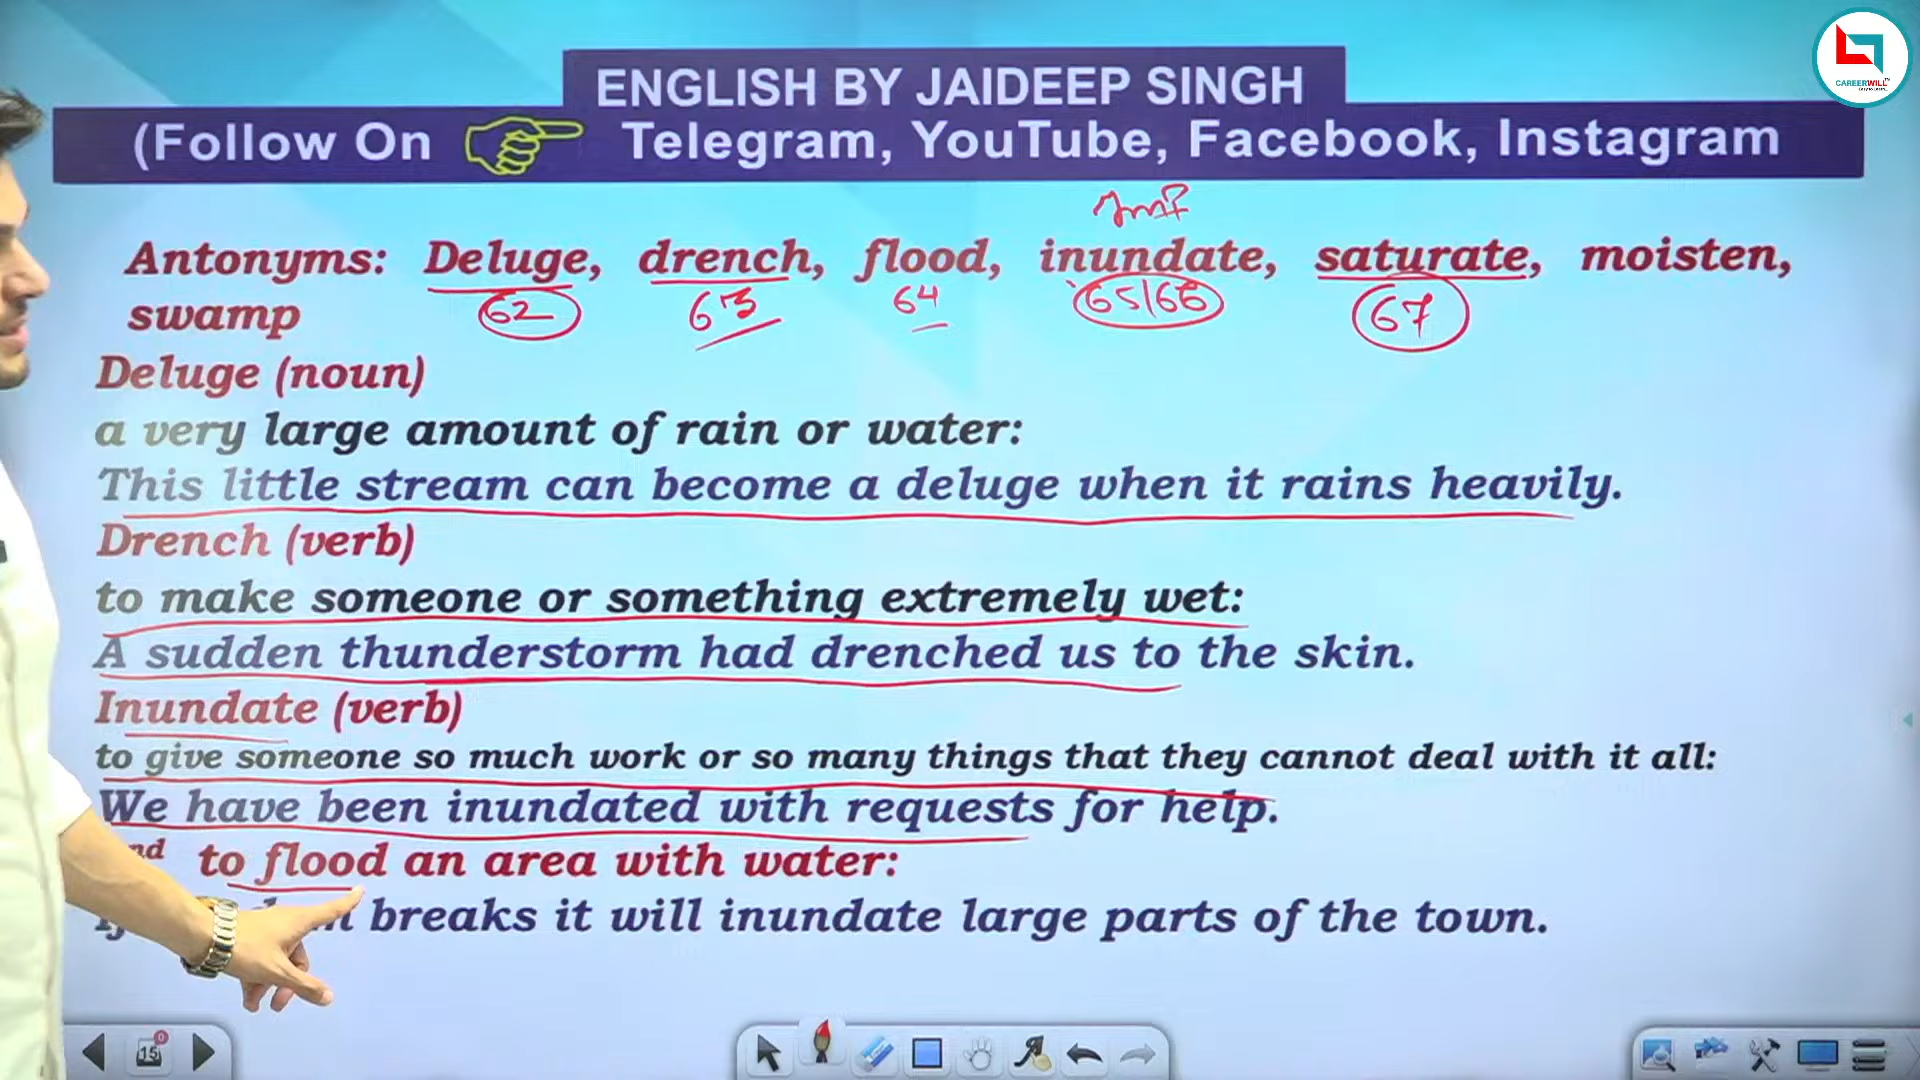 CAREERWILL
ENGLISH BY JAIDEEP SINGH
(Follow On Telegram, YouTube, Facebook, Instagram
Imp
Antonyms: Deluge, drench, flood, inundate, saturate, moisten,
swamp
62 63 64 65/66 67
Deluge (noun)
a very large amount of rain or water:
This little stream can become a deluge when it rains heavily.
Drench (verb)
to make someone or something extremely wet:
A sudden thunderstorm had drenched us to the skin.
Inundate (verb)
to give someone so much work or so many things that they cannot deal with it all:
We have been inundated with requests for help.
nd to flood an area with water:
breaks it will inundate large parts of the town.
15
0